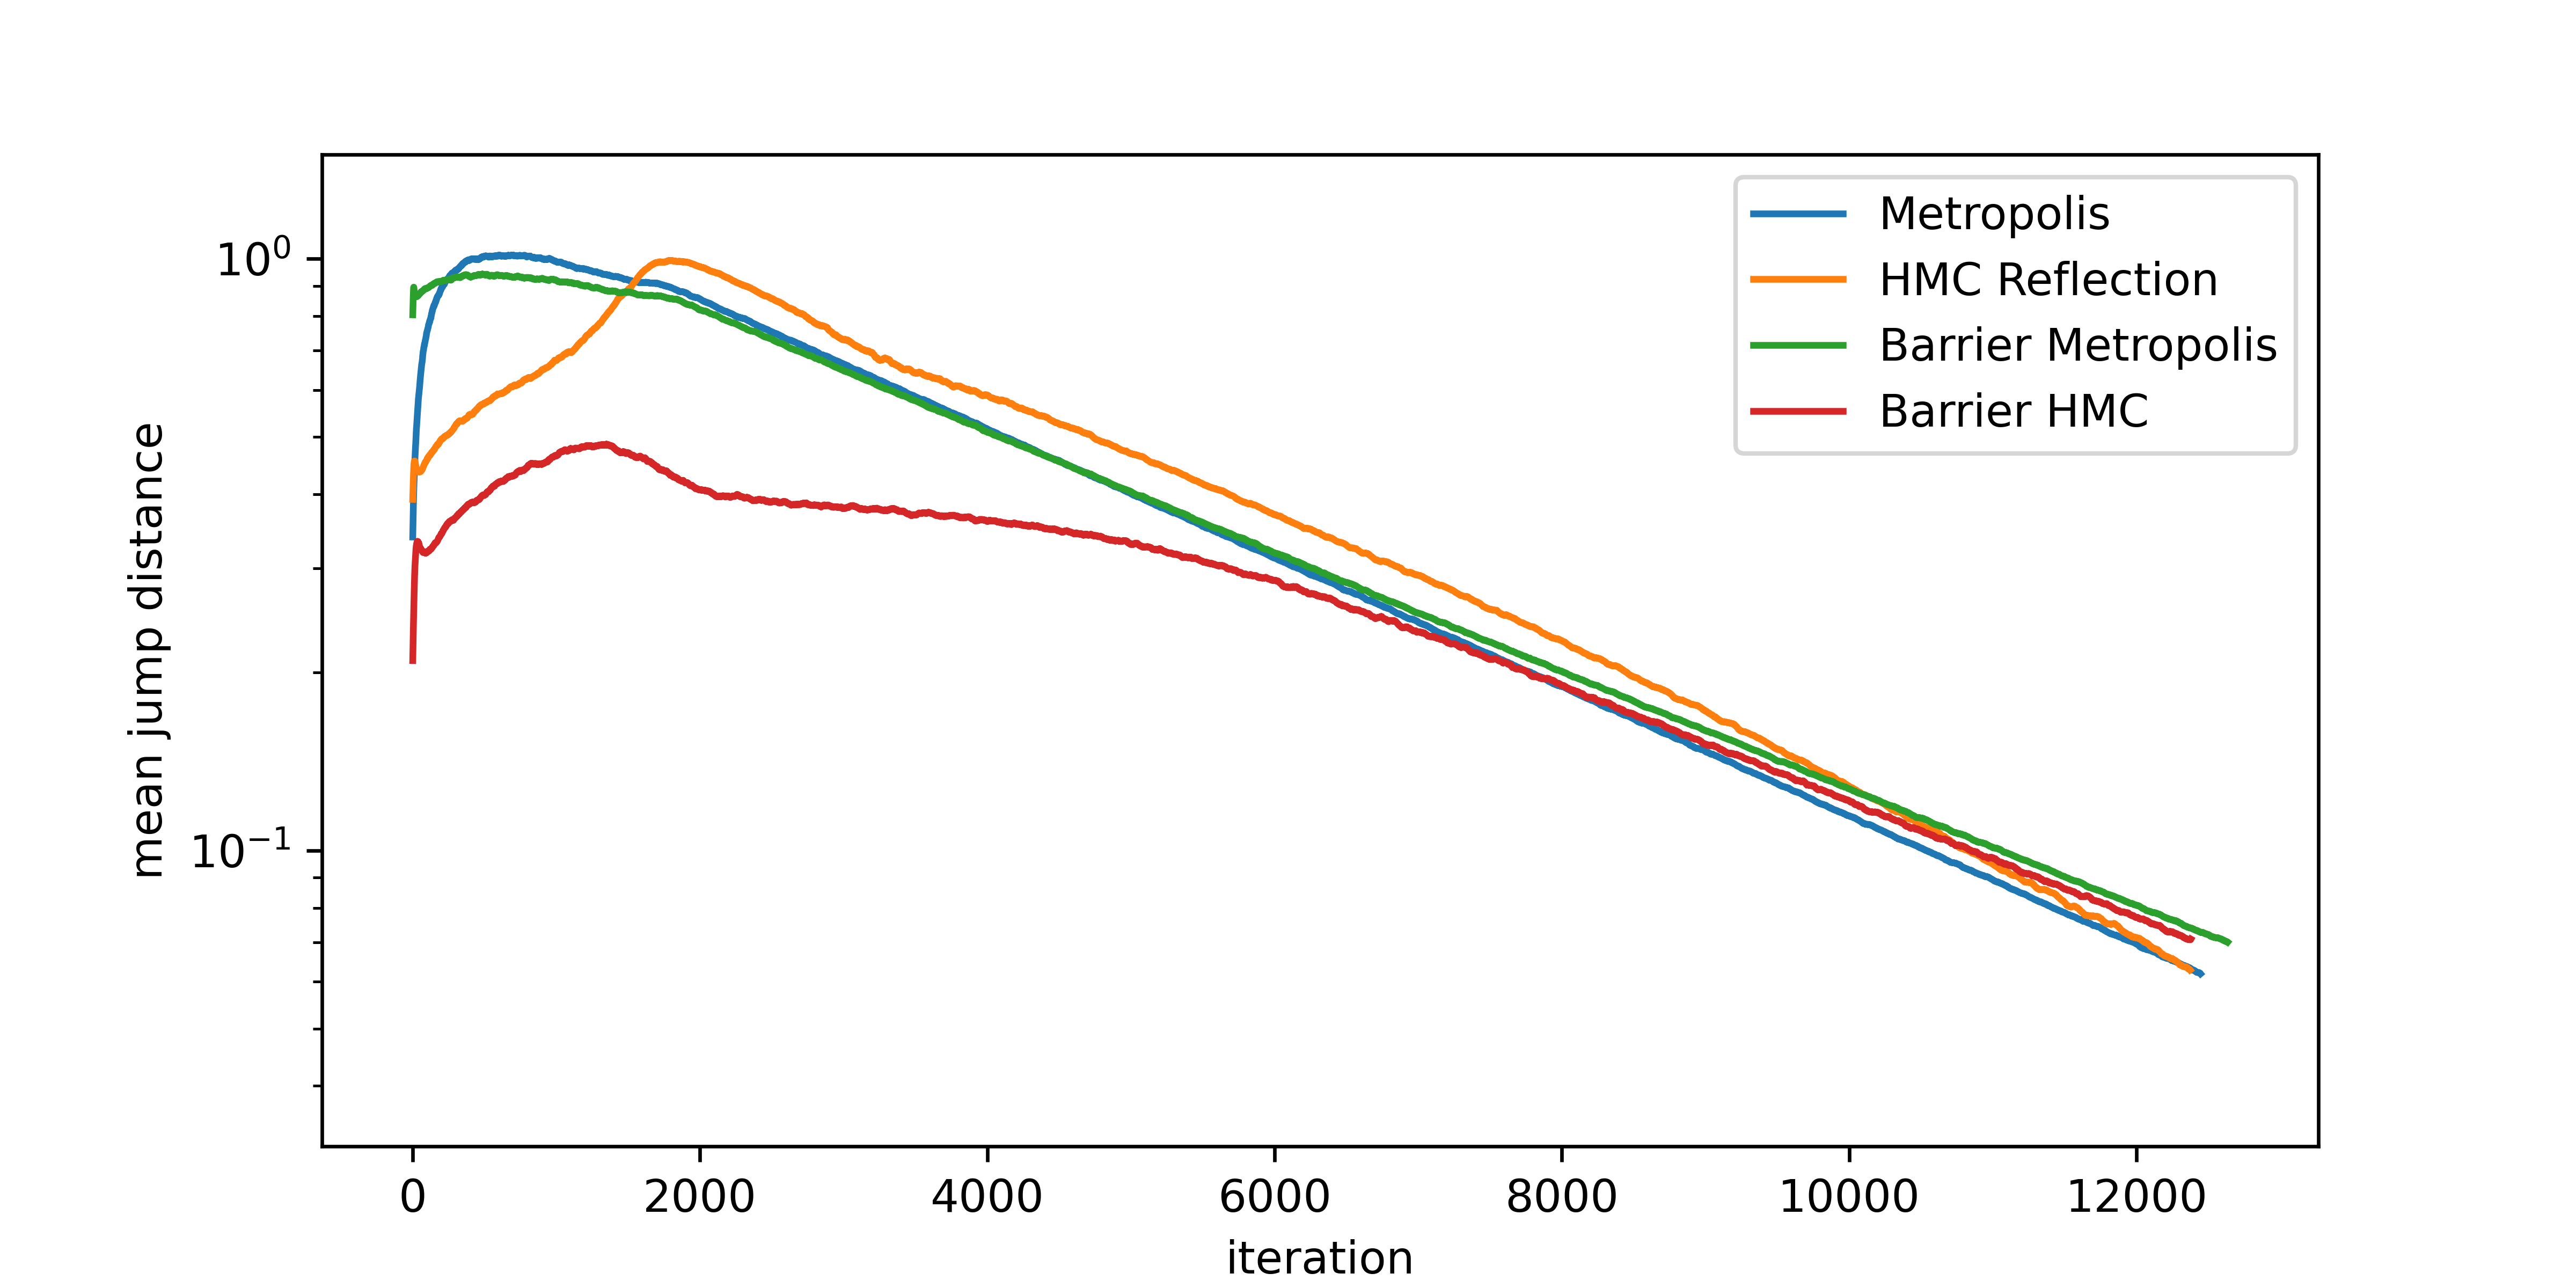 Metropolis
HMC Reflection
Barrier Metropolis
Barrier HMC
10⁰
10⁻¹
mean jump distance
0 2000 4000 6000 8000 10000 12000
iteration